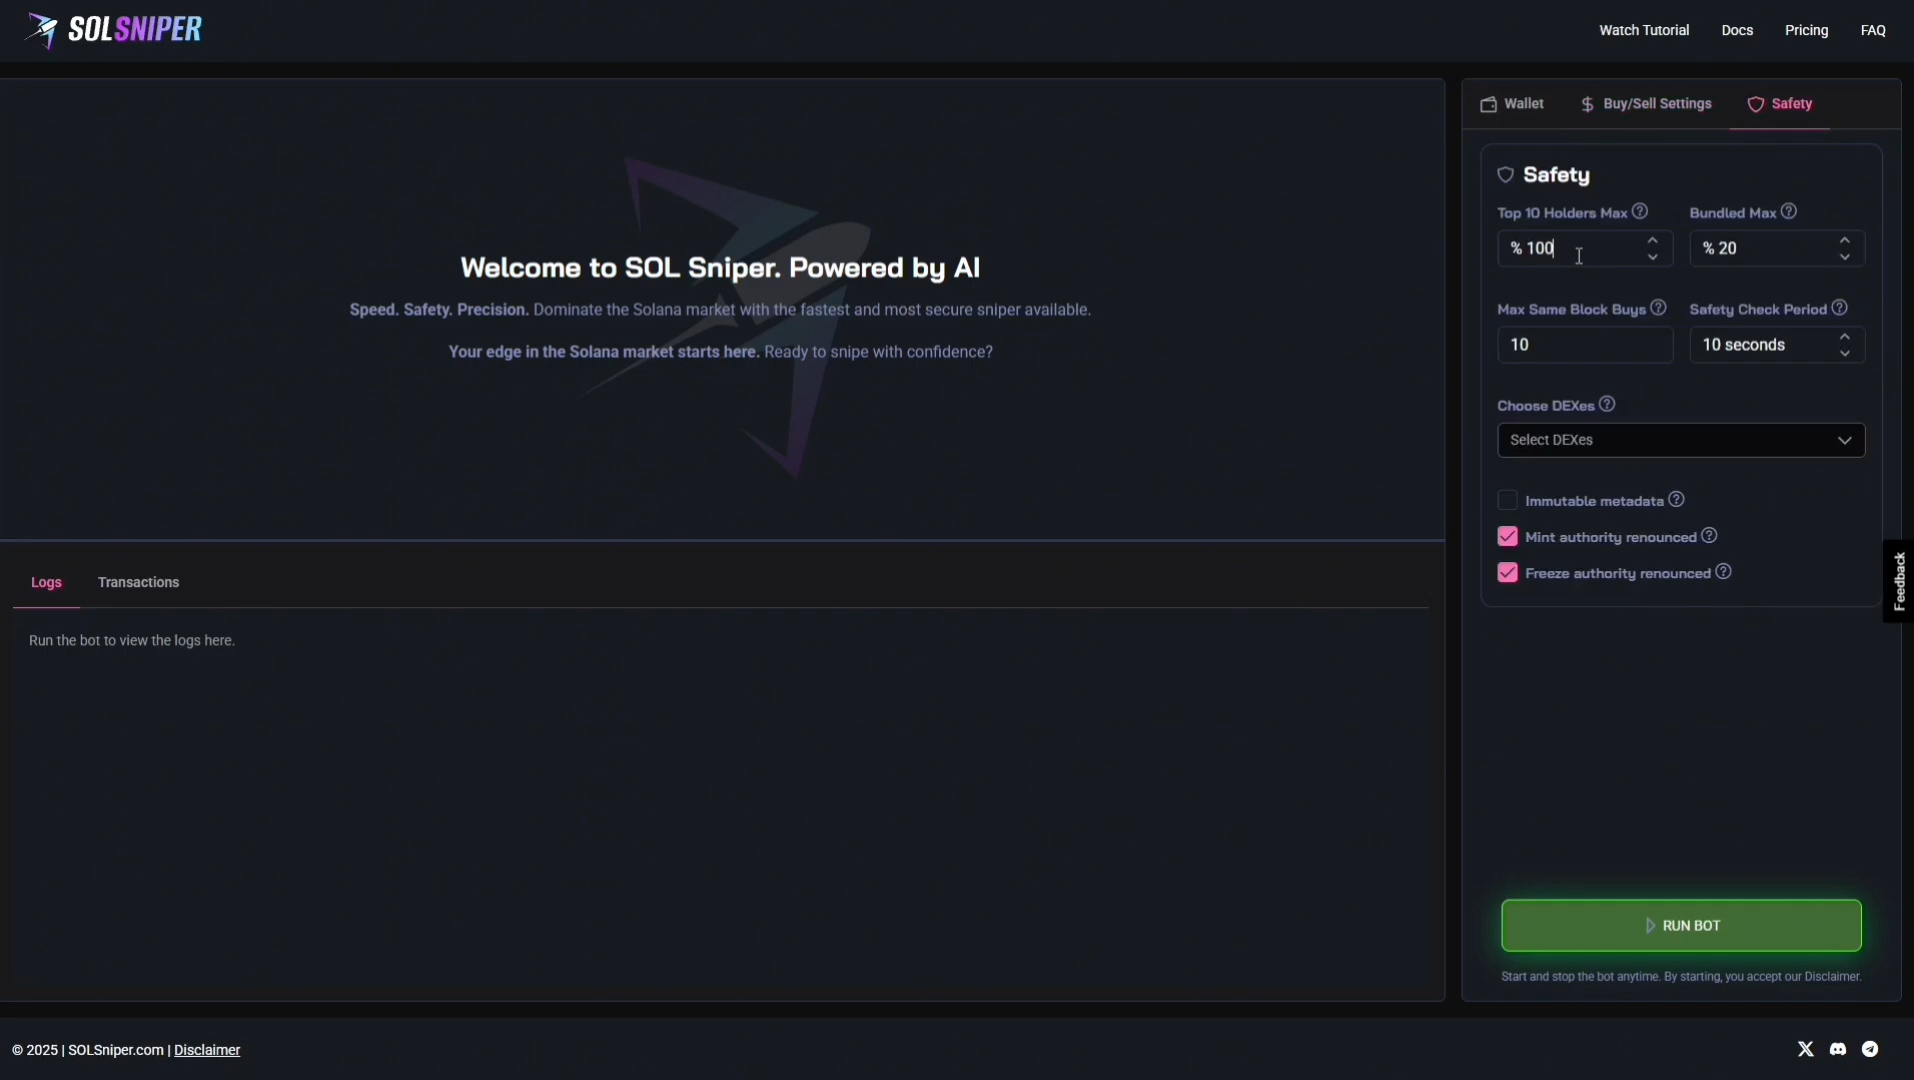 SOLSNIPER
Watch Tutorial
Docs
Pricing
FAQ
Welcome to SOL Sniper. Powered by AI
Speed. Safety. Precision. Dominate the Solana market with the fastest and most secure sniper available.
Your edge in the Solana market starts here. Ready to snipe with confidence?
Logs
Transactions
Run the bot to view the logs here.
Wallet
Buy/Sell Settings
Safety
Safety
Top 10 Holders Max
Bundled Max
% 100
% 20
Max Same Block Buys
Safety Check Period
10
10 seconds
Choose DEXes
Select DEXes
Immutable metadata
Mint authority renounced
Freeze authority renounced
Feedback
RUN BOT
Start and stop the bot anytime. By starting, you accept our Disclaimer.
© 2025 | SOLSniper.com | Disclaimer